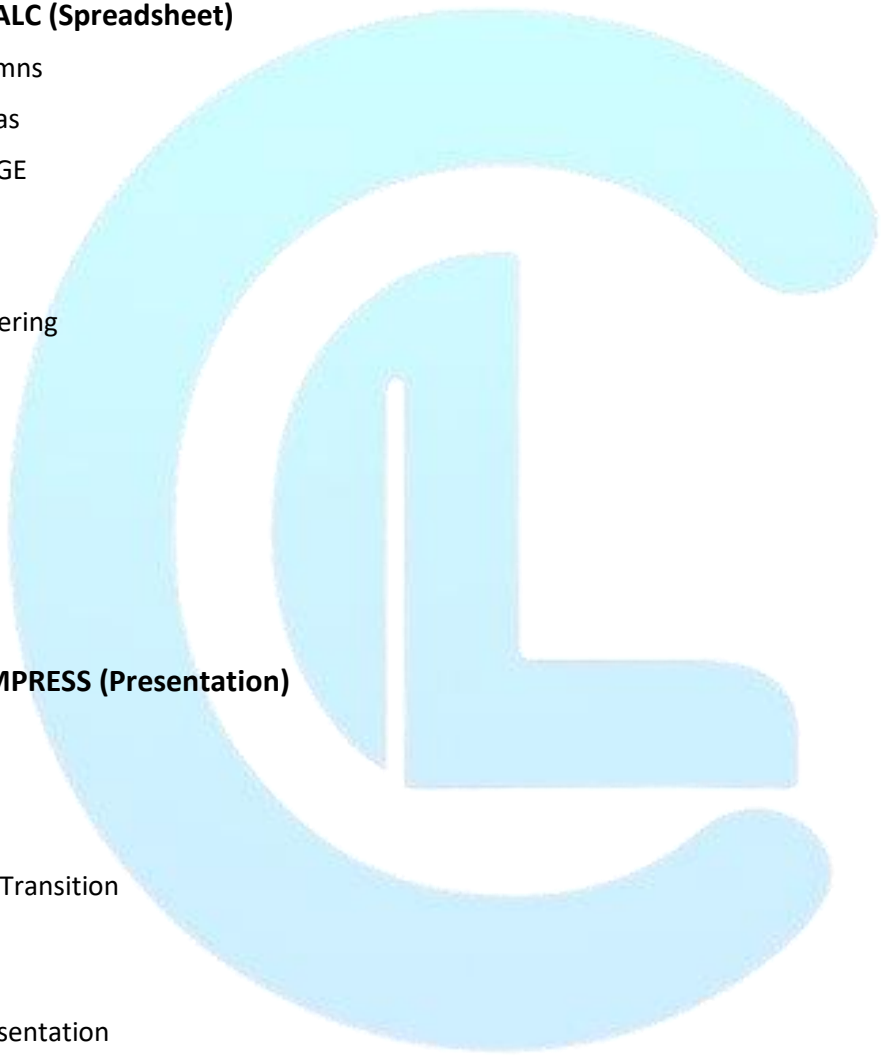 ALC (Spreadsheet)
mns
as
GE
ering
MPRESS (Presentation)
Transition
sentation